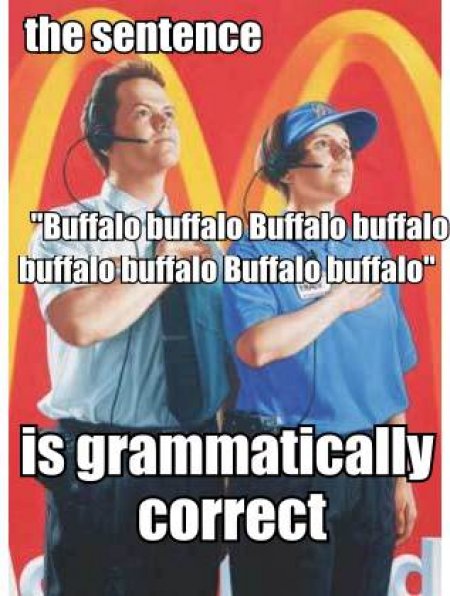 the sentence
"Buffalo buffalo Buffalo buffalo
buffalo buffalo Buffalo buffalo"
is grammatically
correct